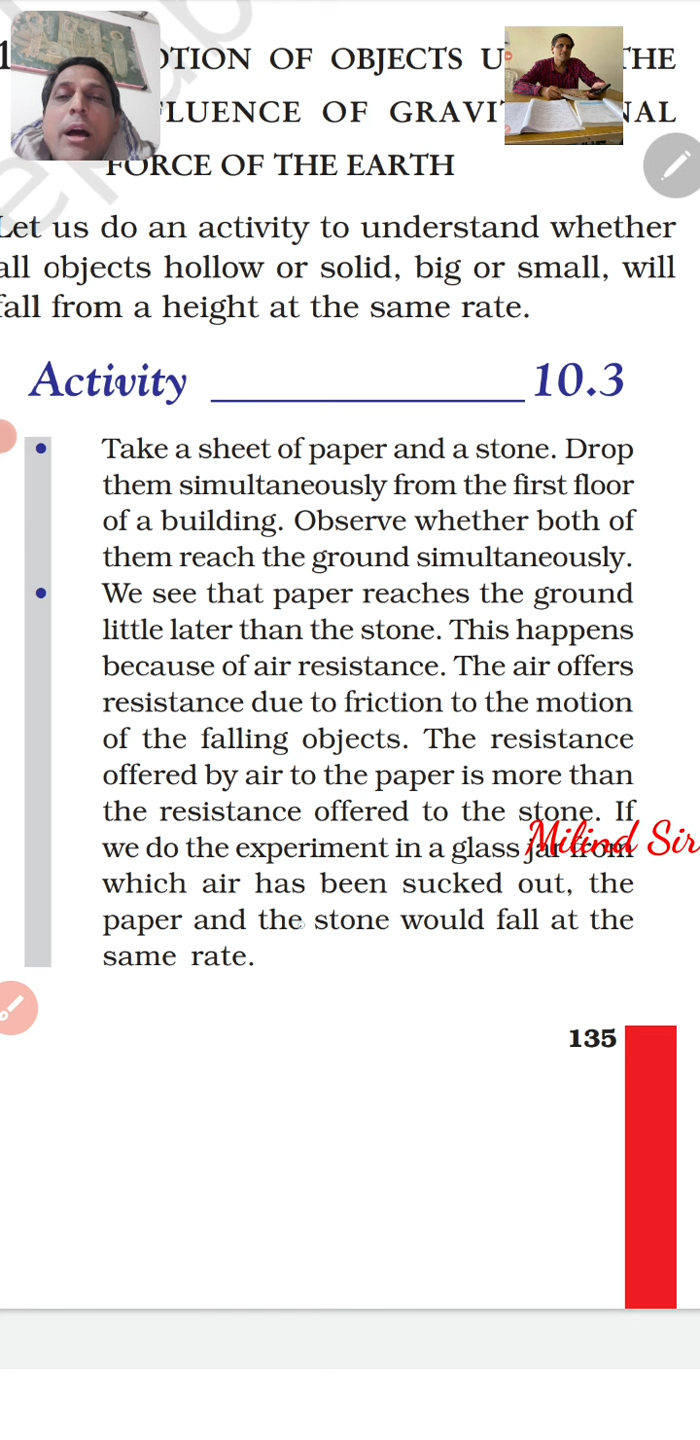 1 OTION OF OBJECTS U THE
FLUENCE OF GRAVI NAL
FORCE OF THE EARTH
Let us do an activity to understand whether
all objects hollow or solid, big or small, will
fall from a height at the same rate.
Activity 10.3
• Take a sheet of paper and a stone. Drop
them simultaneously from the first floor
of a building. Observe whether both of
them reach the ground simultaneously.
• We see that paper reaches the ground
little later than the stone. This happens
because of air resistance. The air offers
resistance due to friction to the motion
of the falling objects. The resistance
offered by air to the paper is more than
the resistance offered to the stone. If
Milind Sir
we do the experiment in a glass jar from
which air has been sucked out, the
paper and the stone would fall at the
same rate.
135